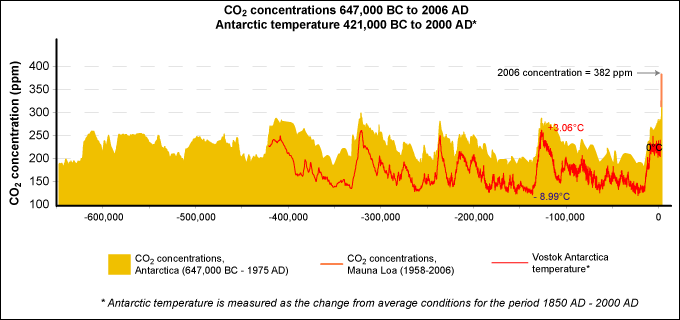 CO₂ concentrations 647,000 BC to 2006 AD
Antarctic temperature 421,000 BC to 2000 AD*
CO₂ concentration (ppm)
400
350
300
250
200
150
100
2006 concentration = 382 ppm
+3.06°C
0°C
- 8.99°C
-600,000
-500,000
-400,000
-300,000
-200,000
-100,000
0
CO₂ concentrations,
Antarctica (647,000 BC - 1975 AD)
CO₂ concentrations,
Mauna Loa (1958-2006)
Vostok Antarctica
temperature*
* Antarctic temperature is measured as the change from average conditions for the period 1850 AD - 2000 AD